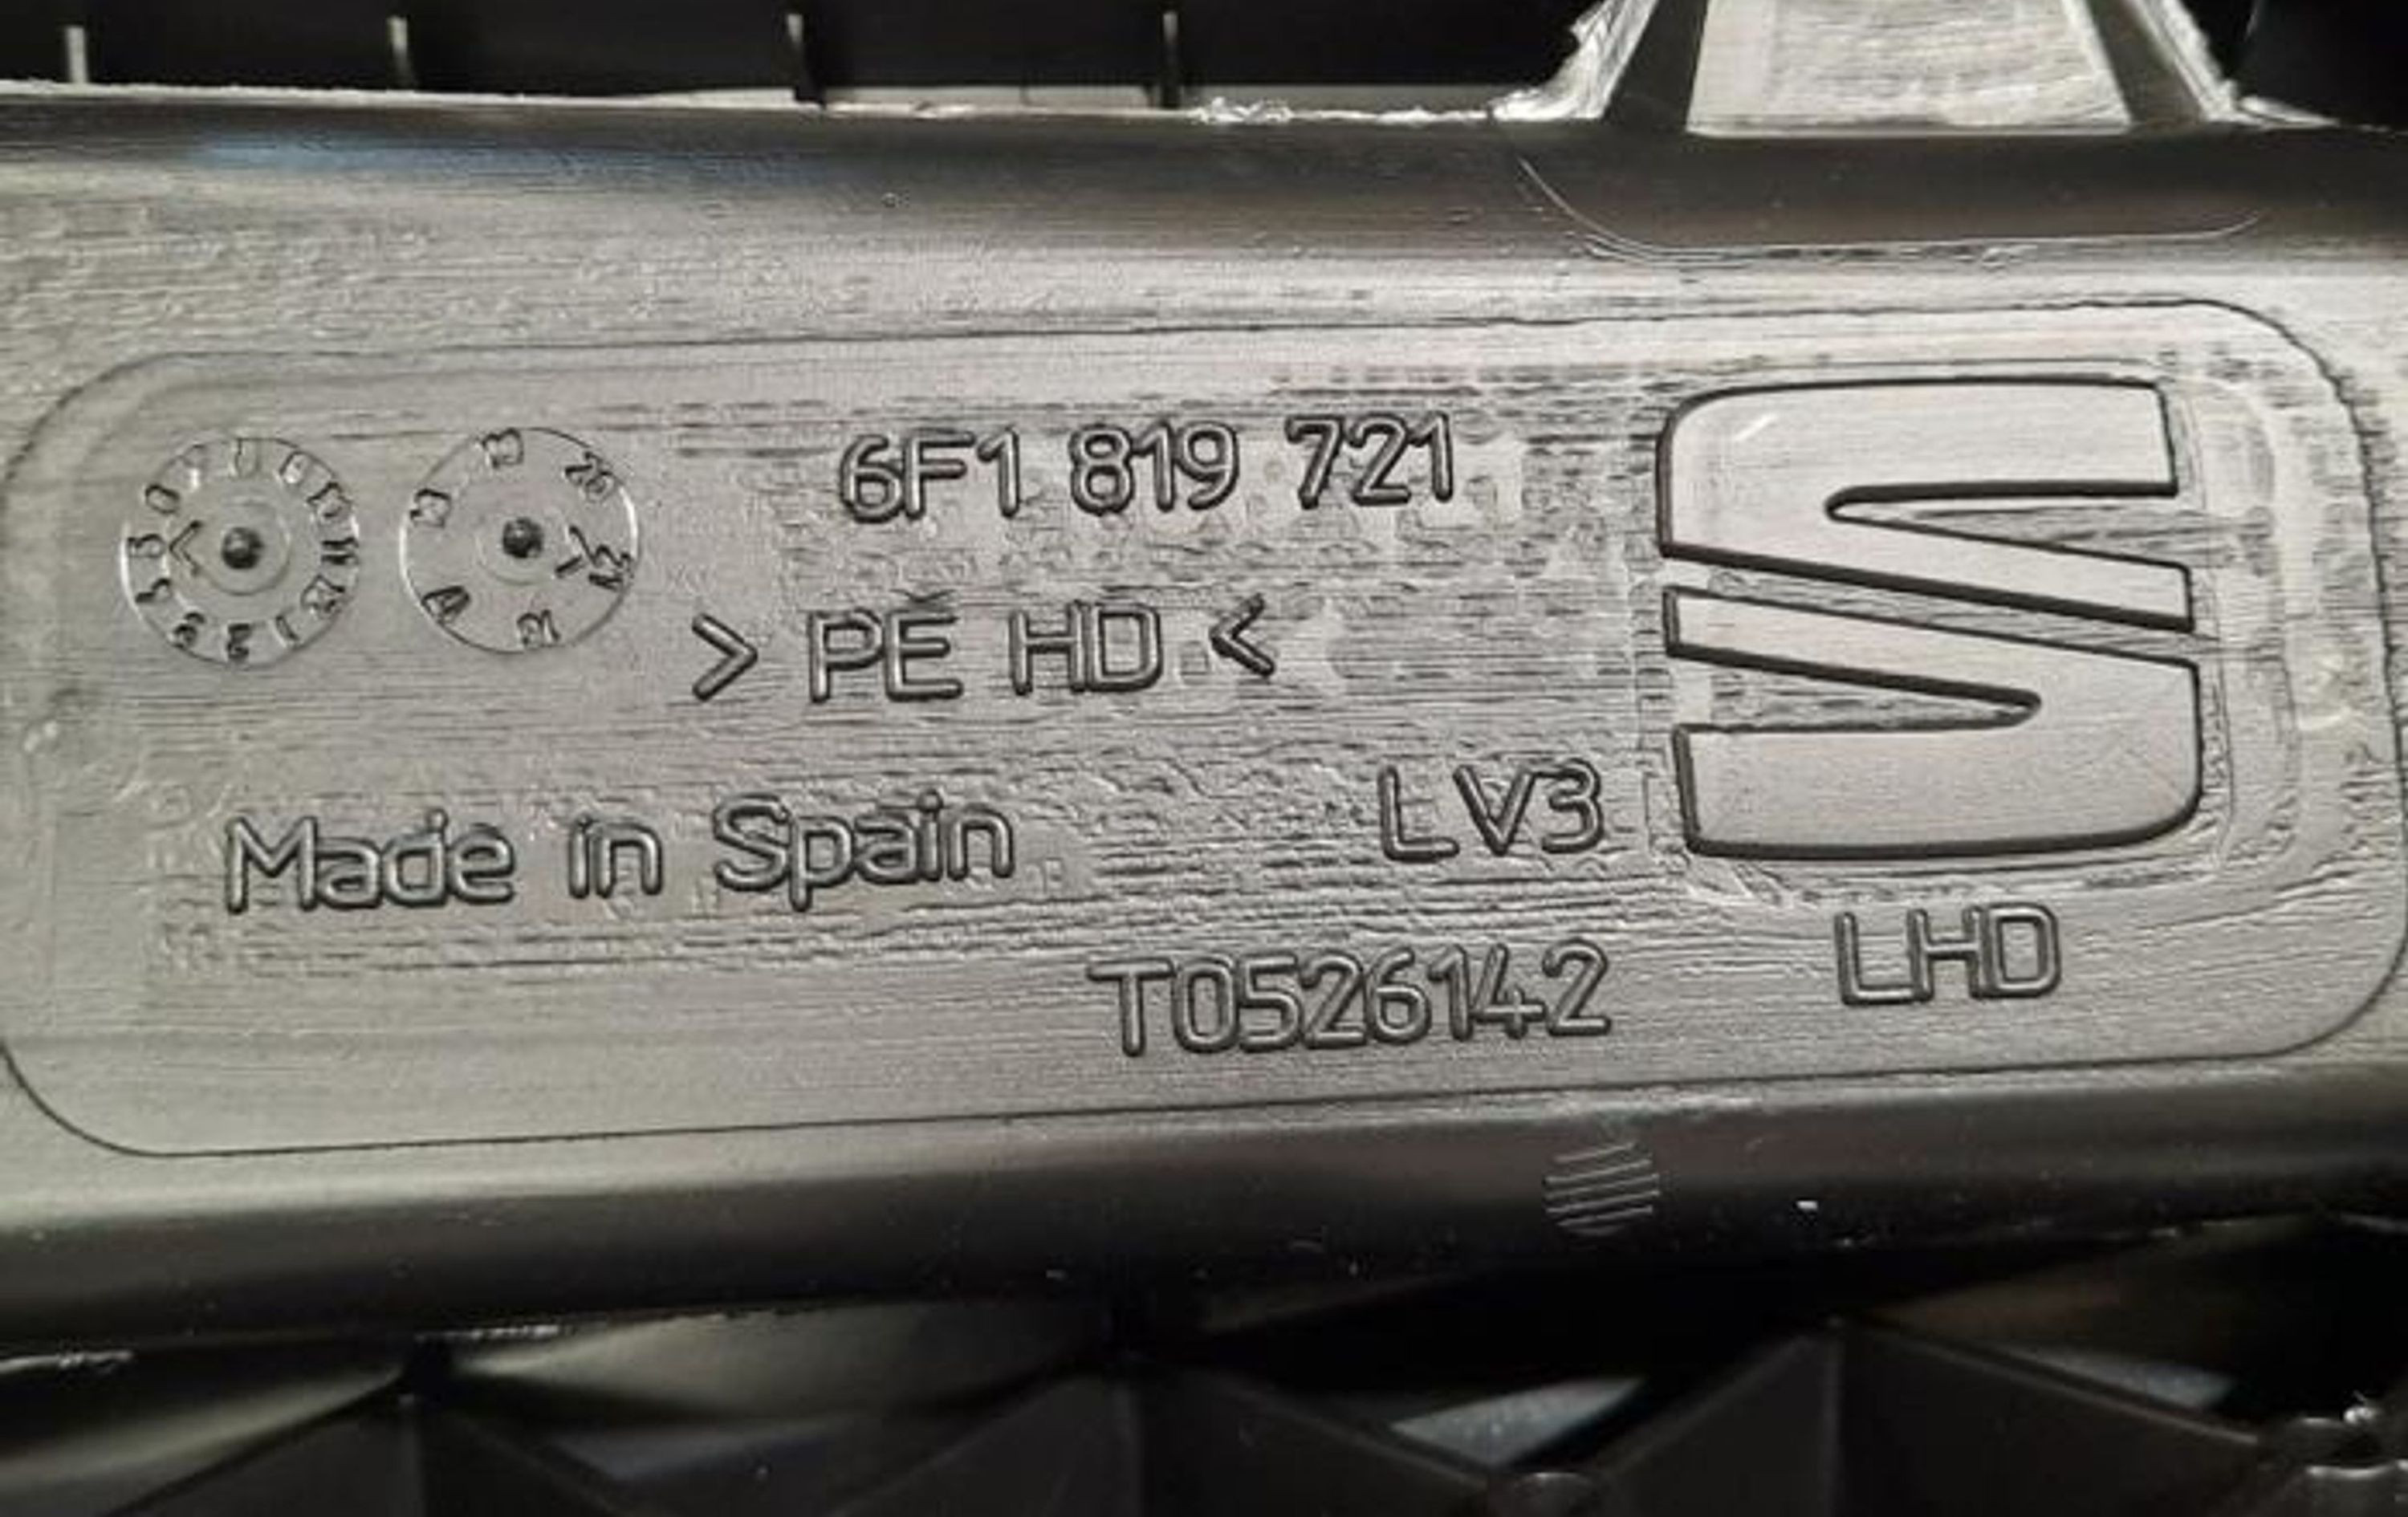 6F1 819 721
> PE HD <
Made in Spain
LV3
T0526142
LHD